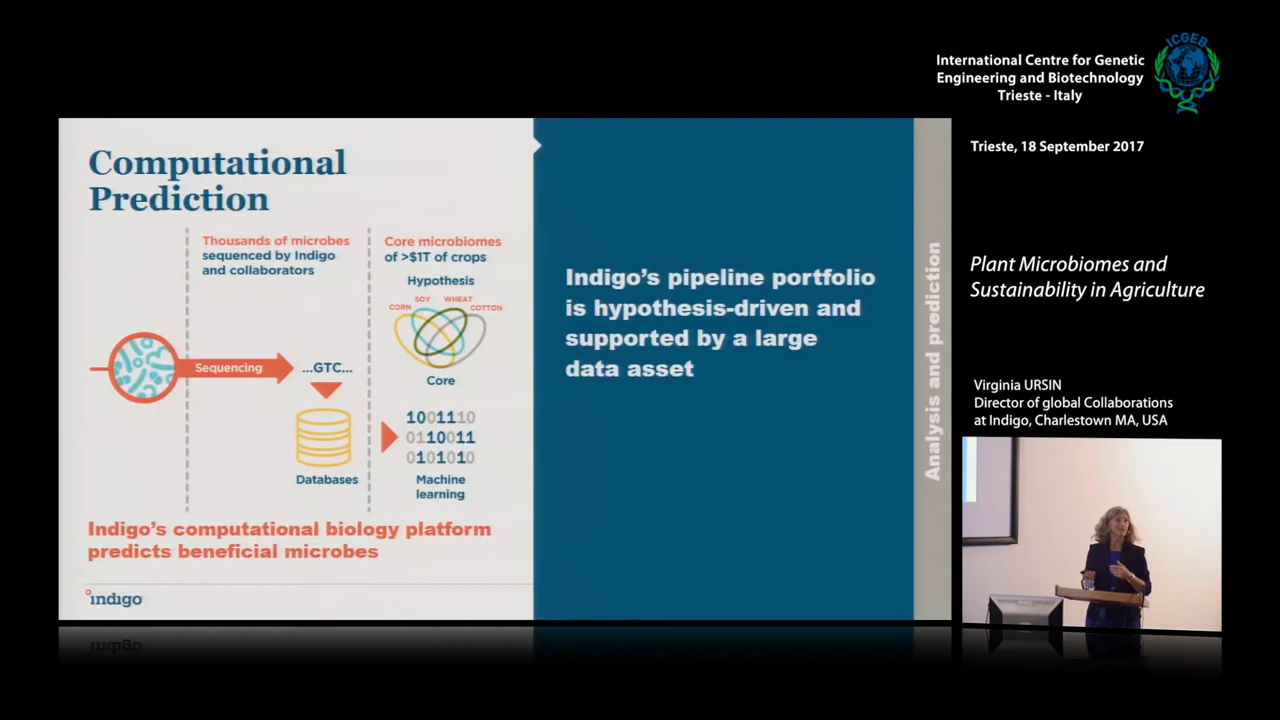 ICGEB
International Centre for Genetic
Engineering and Biotechnology
Trieste - Italy
Trieste, 18 September 2017
Plant Microbiomes and
Sustainability in Agriculture
Virginia URSIN
Director of global Collaborations
at Indigo, Charlestown MA, USA
Computational
Prediction
Thousands of microbes
sequenced by Indigo
and collaborators
Sequencing
...GTC...
Databases
Core microbiomes
of >$1T of crops
Hypothesis
CORN SOY WHEAT COTTON
Core
1001110
0110011
0101010
Machine
learning
Indigo's computational biology platform
predicts beneficial microbes
indigo
Indigo's pipeline portfolio
is hypothesis-driven and
supported by a large
data asset
Analysis and prediction